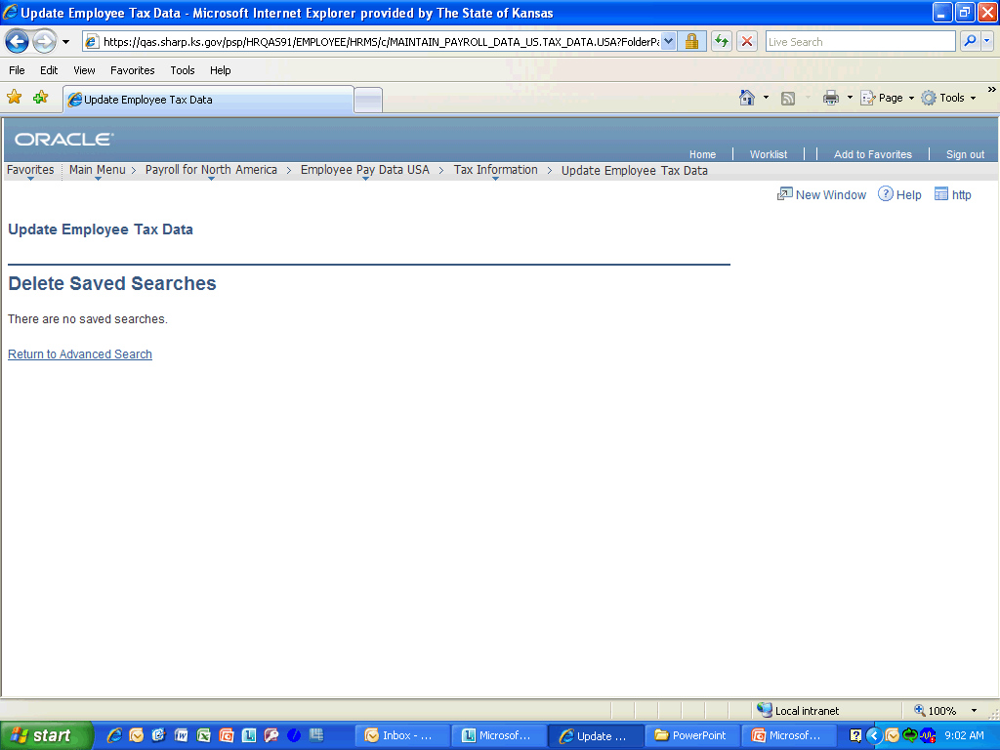 Update Employee Tax Data - Microsoft Internet Explorer provided by The State of Kansas
https://qas.sharp.ks.gov/psp/HRQAS91/EMPLOYEE/HRMS/c/MAINTAIN_PAYROLL_DATA_US.TAX_DATA.USA?FolderPa
Live Search
File Edit View Favorites Tools Help
Update Employee Tax Data
Page Tools »
ORACLE®
Home Worklist Add to Favorites Sign out
Favorites Main Menu > Payroll for North America > Employee Pay Data USA > Tax Information > Update Employee Tax Data
New Window Help http
Update Employee Tax Data
Delete Saved Searches
There are no saved searches.
Return to Advanced Search
Local intranet 100%
start Inbox - ... Microsof... Update ... PowerPoint Microsof... 9:02 AM